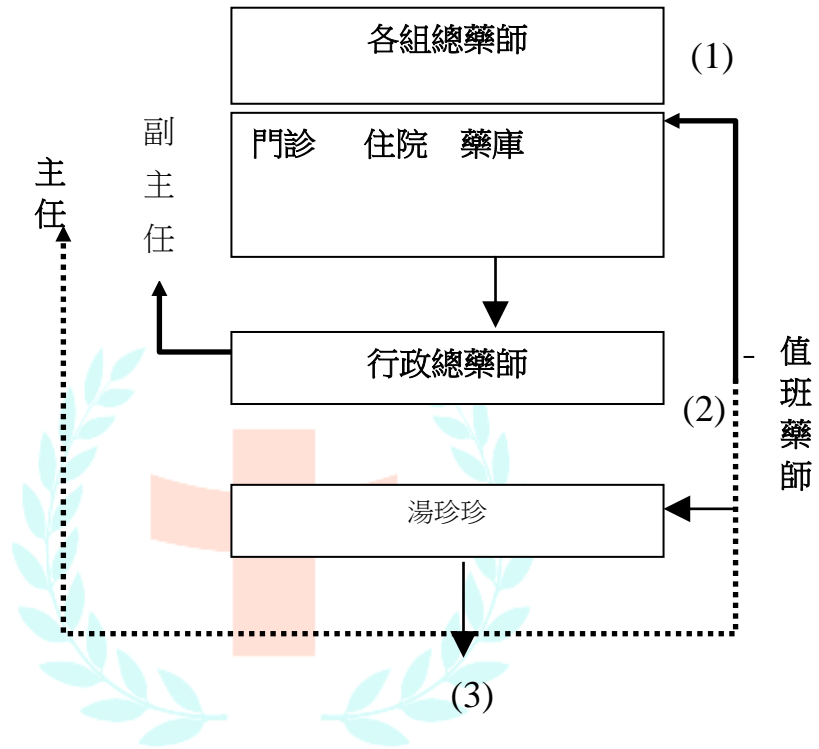 各組總藥師
(1)
門診 住院 藥庫
副主任
主任
行政總藥師
- 值班藥師
(2)
湯珍珍
(3)